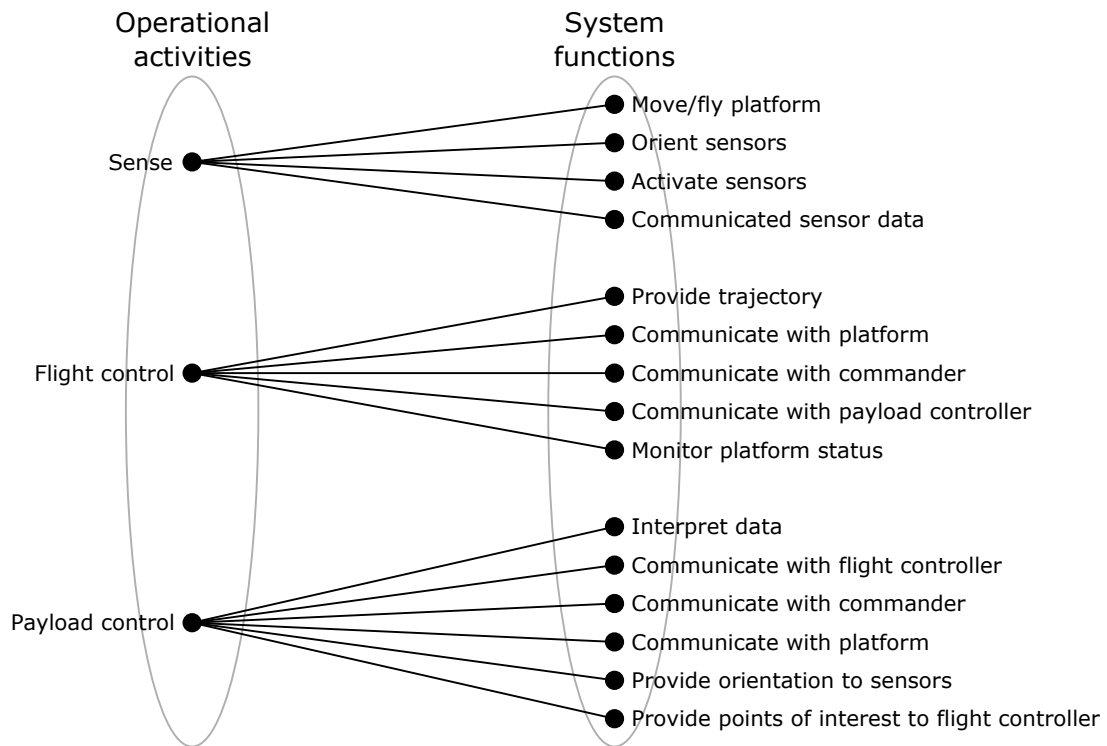 Operational
activities
System
functions
Sense
Move/fly platform
Orient sensors
Activate sensors
Communicated sensor data
Flight control
Provide trajectory
Communicate with platform
Communicate with commander
Communicate with payload controller
Monitor platform status
Payload control
Interpret data
Communicate with flight controller
Communicate with commander
Communicate with platform
Provide orientation to sensors
Provide points of interest to flight controller